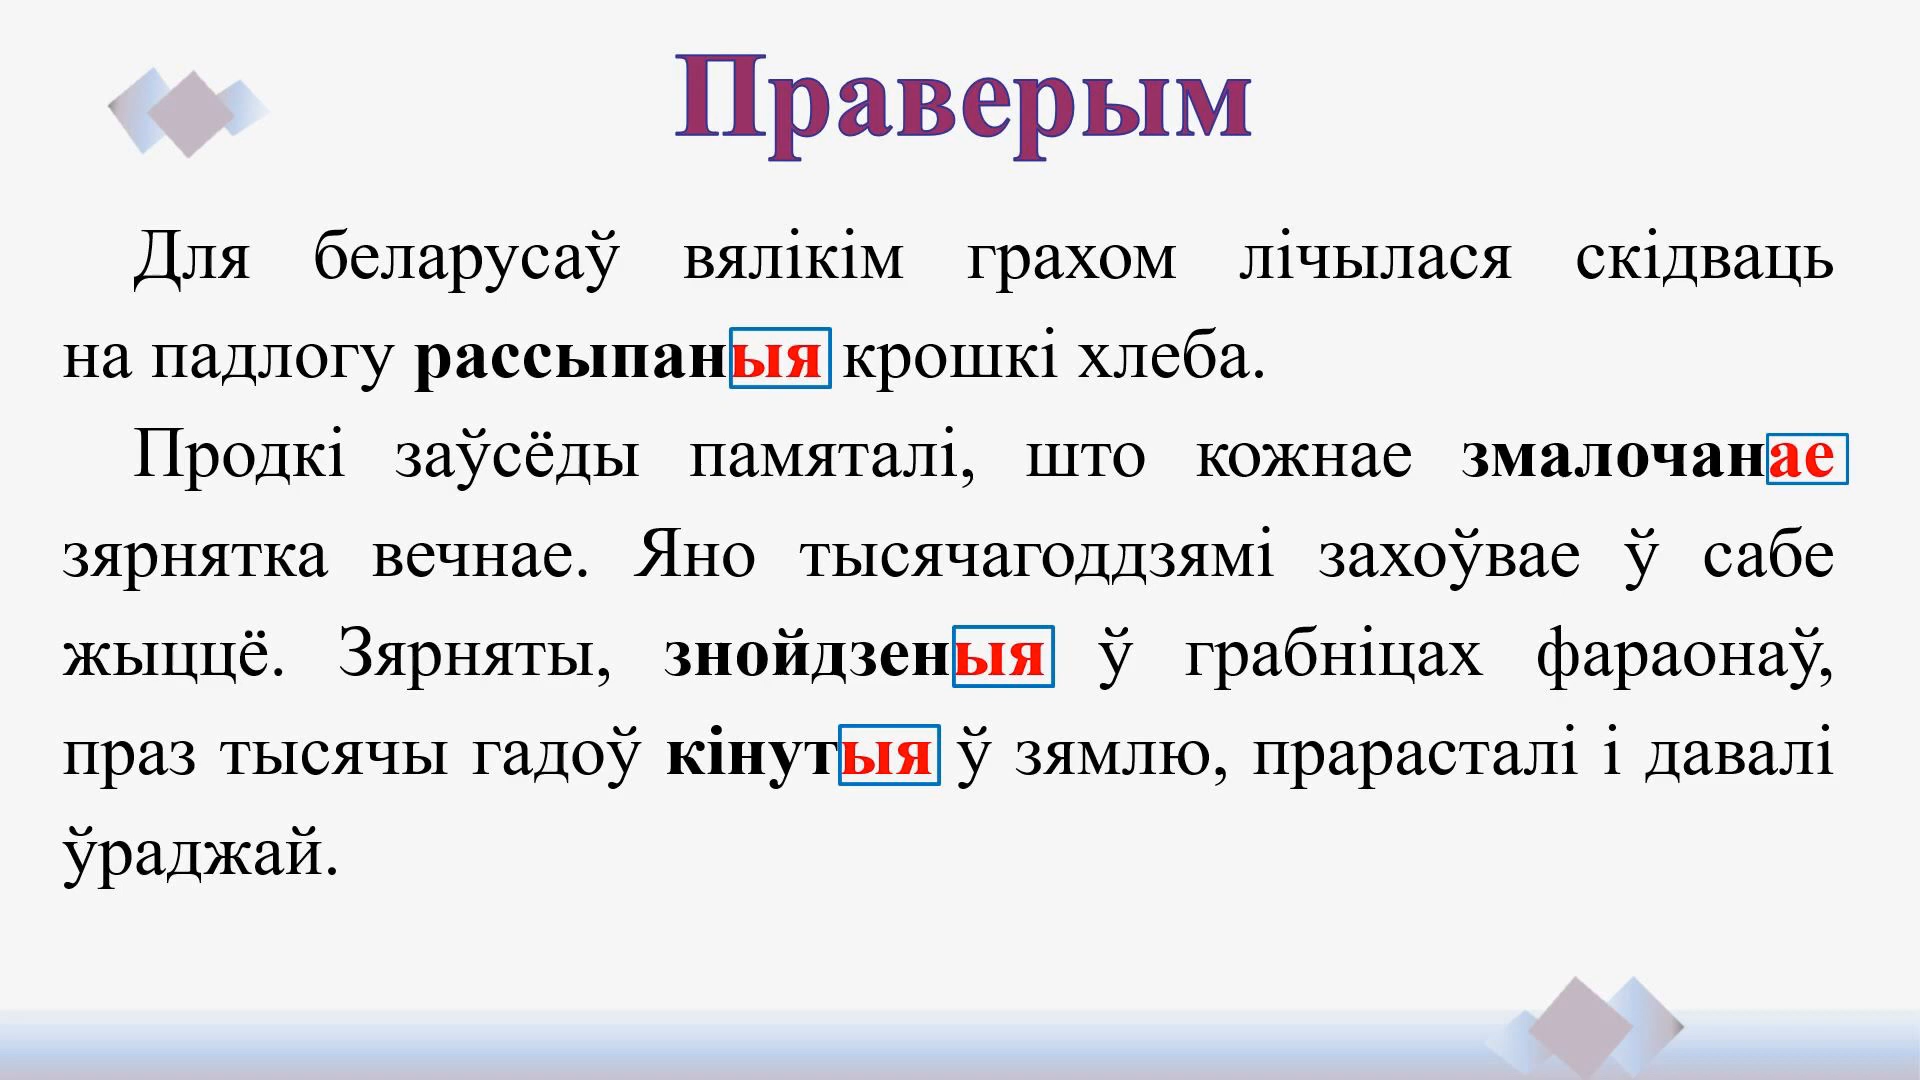 Праверым
Для беларусаў вялікім грахом лічылася скідваць
на падлогу рассыпаныя крошкі хлеба.
Продкі заўсёды памяталі, што кожнае змалочанае
зярнятка вечнае. Яно тысячагоддзямі захоўвае ў сабе
жыццё. Зярняты, знойдзеныя ў грабніцах фараонаў,
праз тысячы гадоў кінутыя ў зямлю, прарасталі і давалі
ўраджай.